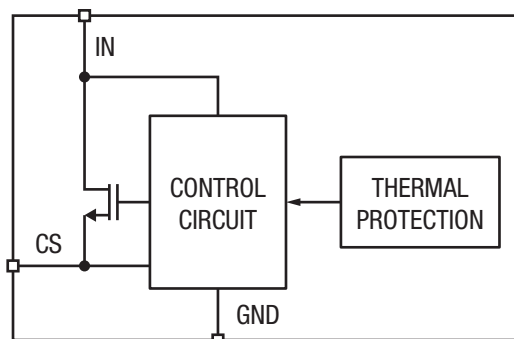 IN
CONTROL
CIRCUIT
THERMAL
PROTECTION
CS
GND